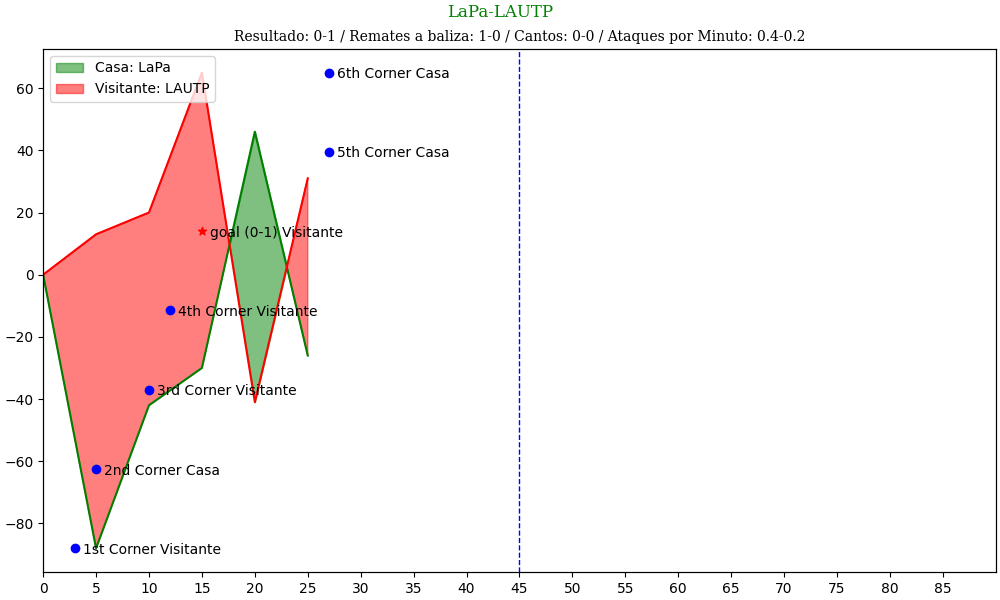 LaPa-LAUTP
Resultado: 0-1 / Remates a baliza: 1-0 / Cantos: 0-0 / Ataques por Minuto: 0.4-0.2
Casa: LaPa
Visitante: LAUTP
6th Corner Casa
5th Corner Casa
goal (0-1) Visitante
4th Corner Visitante
3rd Corner Visitante
2nd Corner Casa
1st Corner Visitante
60
40
20
0
−20
−40
−60
−80
0 5 10 15 20 25 30 35 40 45 50 55 60 65 70 75 80 85